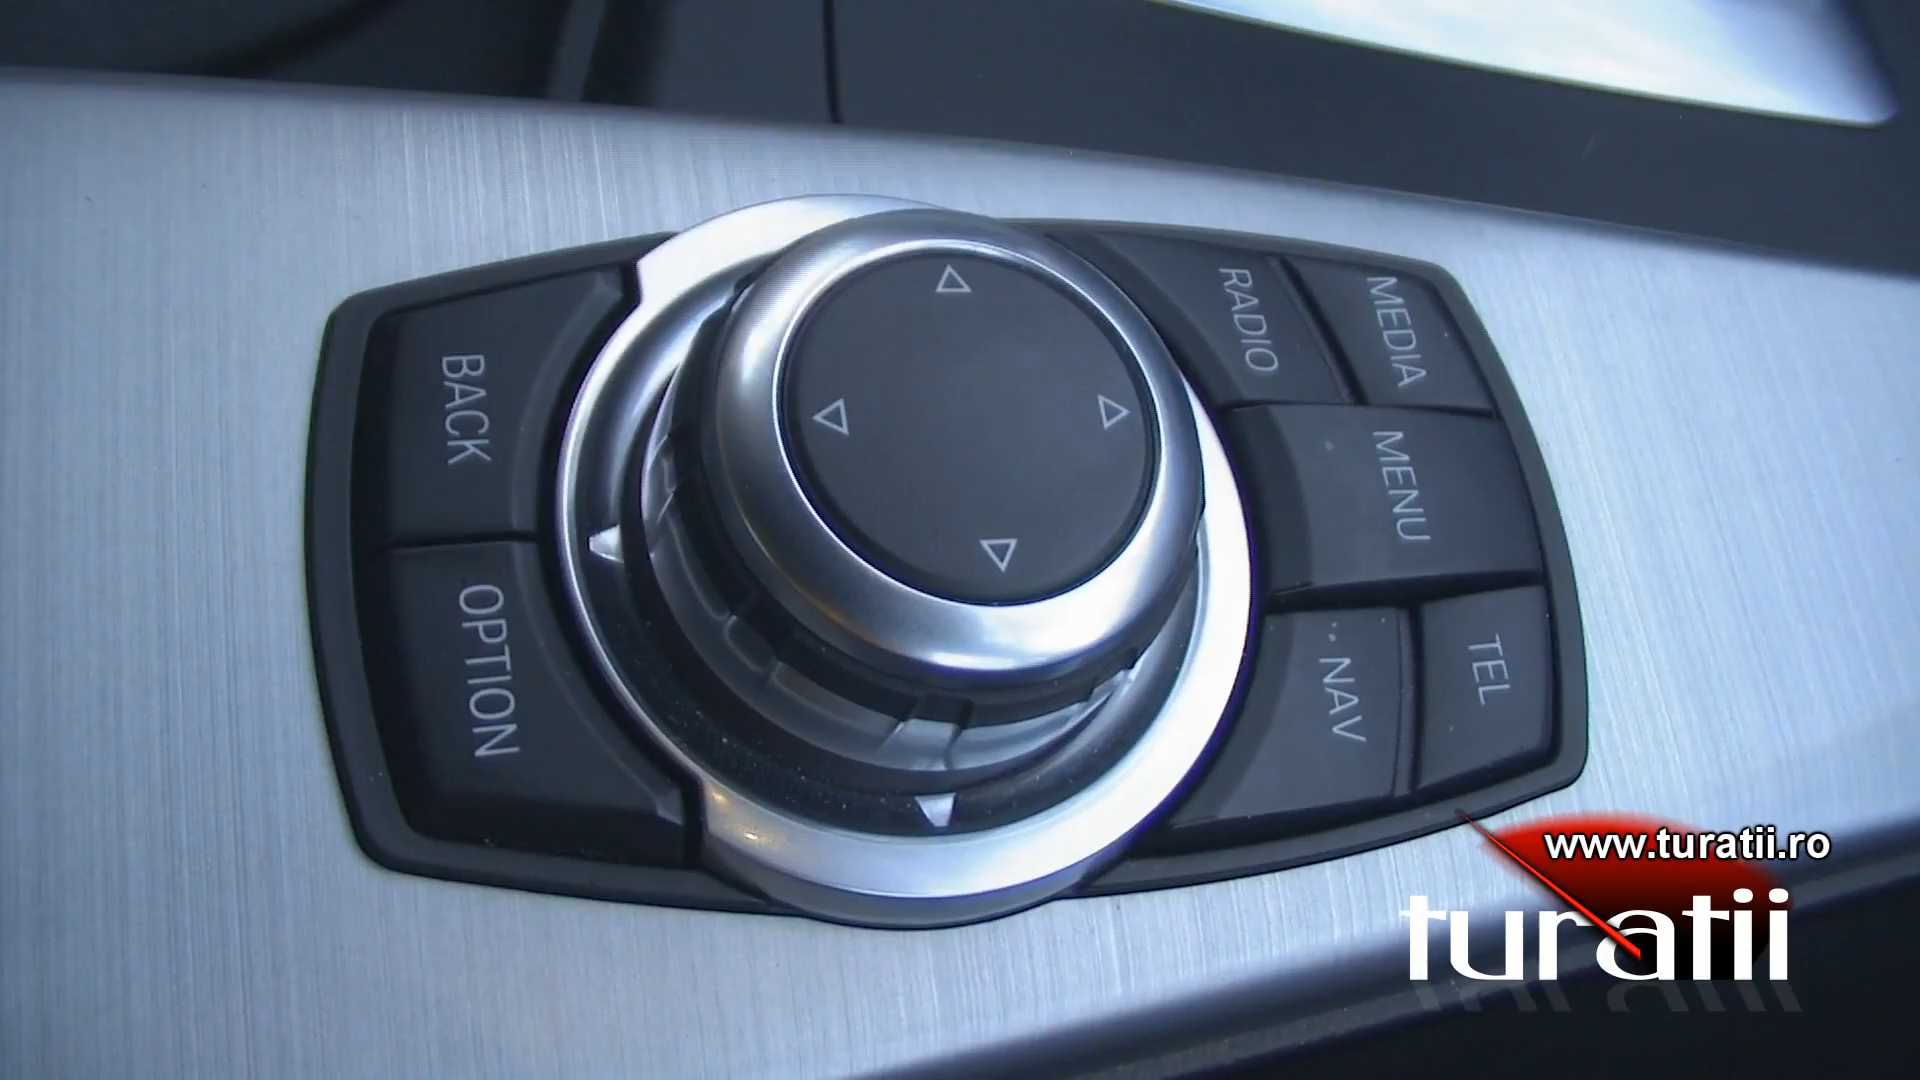 BACK
OPTION
RADIO
MEDIA
MENU
NAV
TEL
www.turatii.ro
turatii